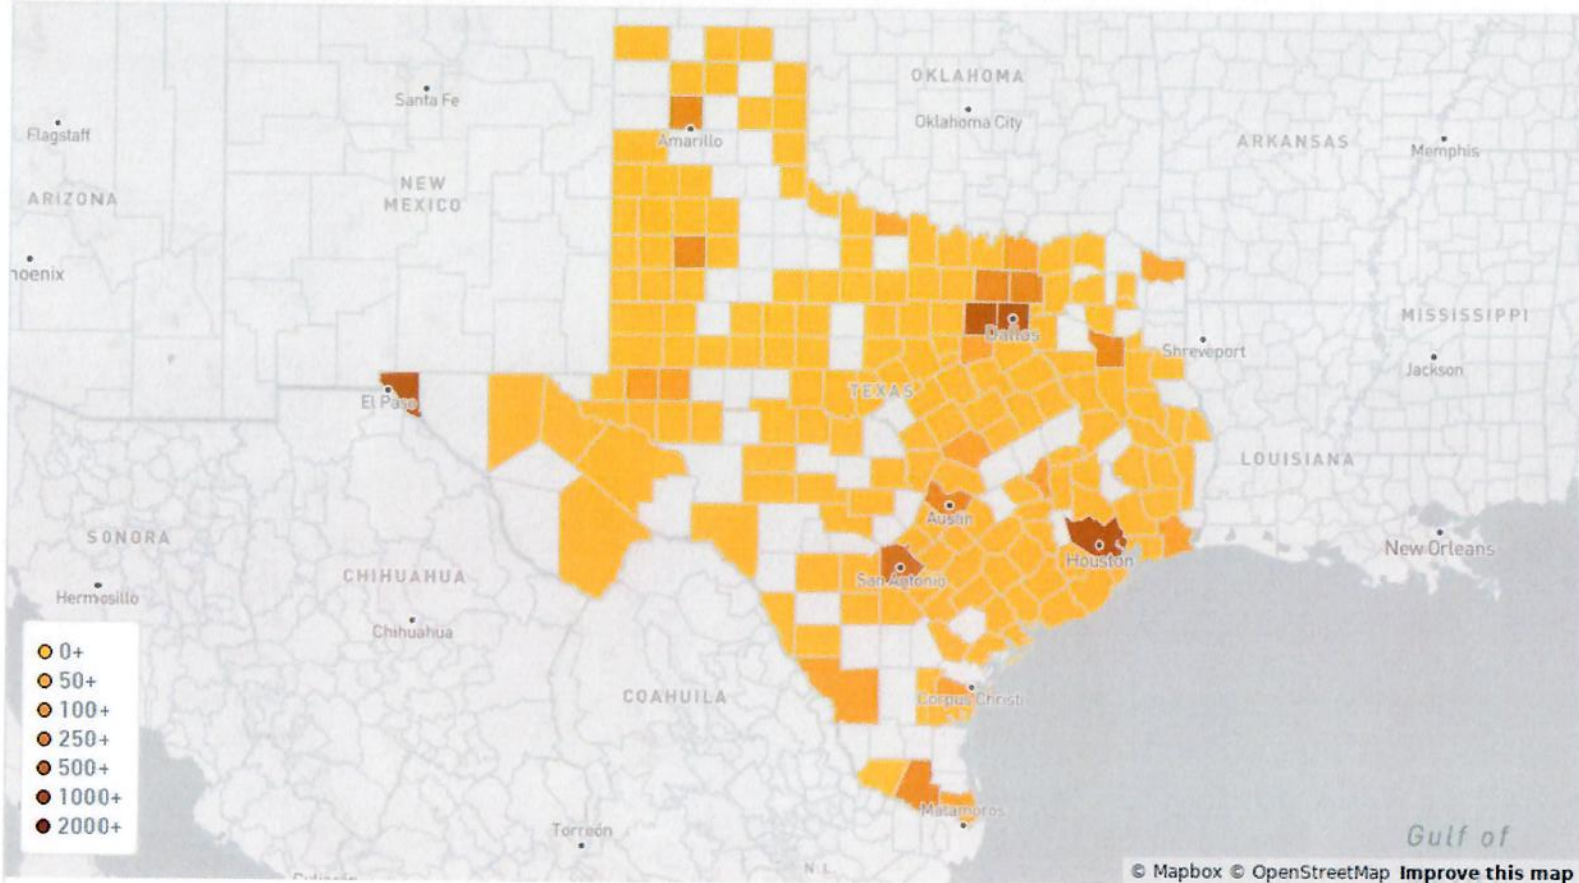 OKLAHOMA
Santa Fe
Oklahoma City
Flagstaff
Amarillo
ARKANSAS
Memphis
NEW
MEXICO
ARIZONA
hoenix
MISSISSIPPI
Dallas
Shreveport
Jackson
El Paso
TEXAS
LOUISIANA
Austin
SONORA
Houston
New Orleans
CHIHUAHUA
San Antonio
Hermosillo
Chihuahua
COAHUILA
Corpus Christi
0+
50+
100+
250+
500+
1000+
2000+
Matamoros
Torreón
Gulf of
N.L.
© Mapbox © OpenStreetMap Improve this map